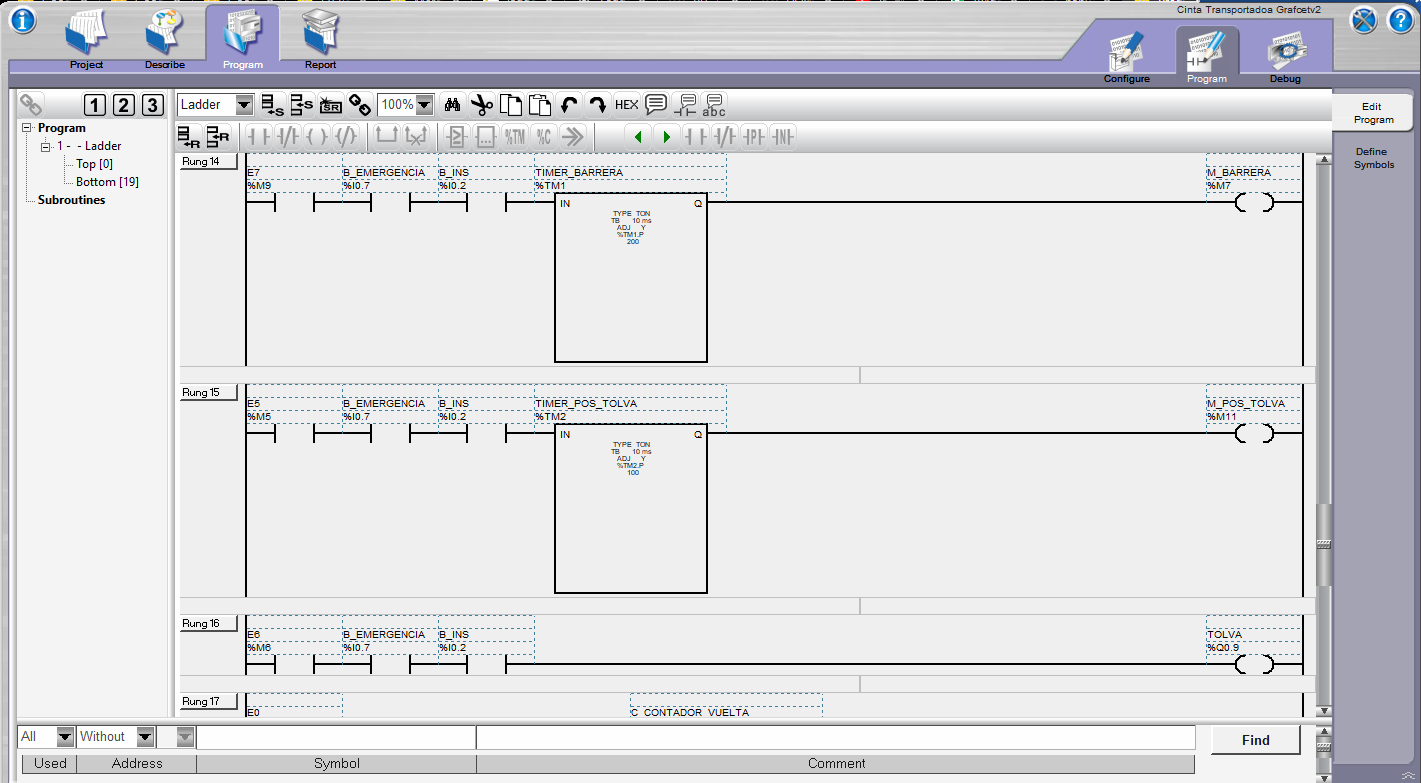 Cinta Transportadoa Grafcetv2
Project
Describe
Program
Report
Configure
Program
Debug
1 2 3
Ladder
100%
HEX
abc
Edit
Program
Define
Symbols
Program
1 - - Ladder
Top [0]
Bottom [19]
Subroutines
%TM
%C
Rung 14
E7 B_EMERGENCIA B_INS TIMER_BARRERA M_BARRERA
%M9 %I0.7 %I0.2 %TM1 %M7
IN Q
TYPE TON
TB 10 ms
ADJ Y
%TM1.P
200
Rung 15
E5 B_EMERGENCIA B_INS TIMER_POS_TOLVA M_POS_TOLVA
%M5 %I0.7 %I0.2 %TM2 %M11
IN Q
TYPE TON
TB 10 ms
ADJ Y
%TM2.P
100
Rung 16
E6 B_EMERGENCIA B_INS TOLVA
%M6 %I0.7 %I0.2 %Q0.9
Rung 17
E0 C_CONTADOR_VUELTA
All Without Find
Used Address Symbol Comment